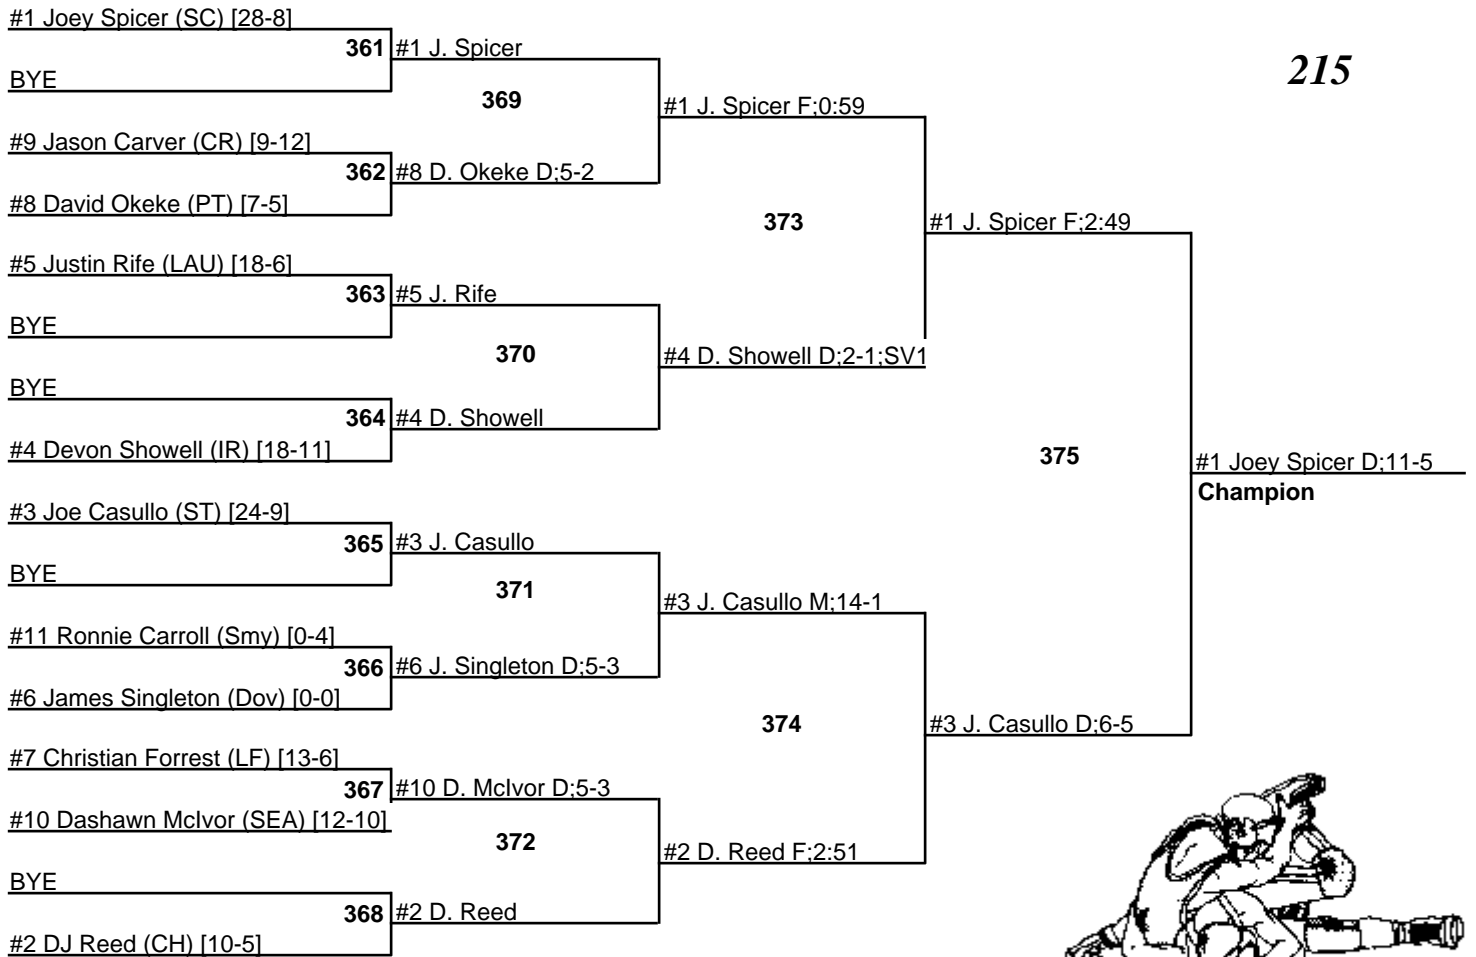 #1 Joey Spicer (SC) [28-8]
361 #1 J. Spicer
215
BYE
369
#1 J. Spicer F;0:59
#9 Jason Carver (CR) [9-12]
362 #8 D. Okeke D;5-2
#8 David Okeke (PT) [7-5]
373
#1 J. Spicer F;2:49
#5 Justin Rife (LAU) [18-6]
363 #5 J. Rife
BYE
370
#4 D. Showell D;2-1;SV1
BYE
364 #4 D. Showell
#4 Devon Showell (IR) [18-11]
375
#1 Joey Spicer D;11-5
Champion
#3 Joe Casullo (ST) [24-9]
365 #3 J. Casullo
BYE
371
#3 J. Casullo M;14-1
#11 Ronnie Carroll (Smy) [0-4]
366 #6 J. Singleton D;5-3
#6 James Singleton (Dov) [0-0]
374
#3 J. Casullo D;6-5
#7 Christian Forrest (LF) [13-6]
367 #10 D. McIvor D;5-3
#10 Dashawn McIvor (SEA) [12-10]
372
#2 D. Reed F;2:51
BYE
368 #2 D. Reed
#2 DJ Reed (CH) [10-5]